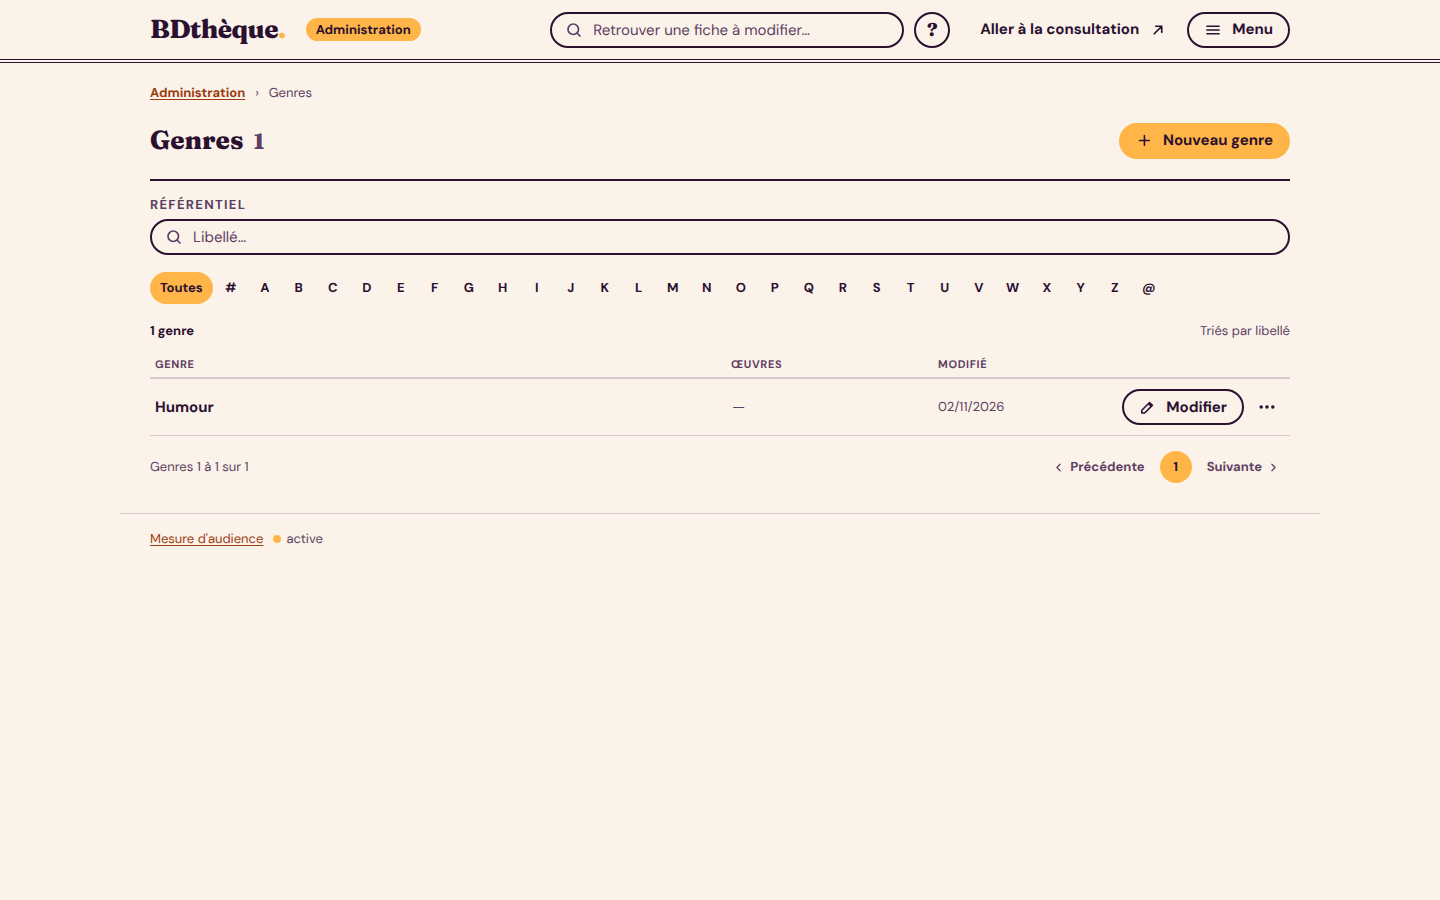 BDthèque. Administration Retrouver une fiche à modifier... ? Aller à la consultation Menu
Administration › Genres
Genres 1 Nouveau genre
RÉFÉRENTIEL
Libellé...
Toutes # A B C D E F G H I J K L M N O P Q R S T U V W X Y Z @
1 genre Triés par libellé
GENRE ŒUVRES MODIFIÉ
Humour — 02/11/2026 Modifier ...
Genres 1 à 1 sur 1 ‹ Précédente 1 Suivante ›
Mesure d'audience active